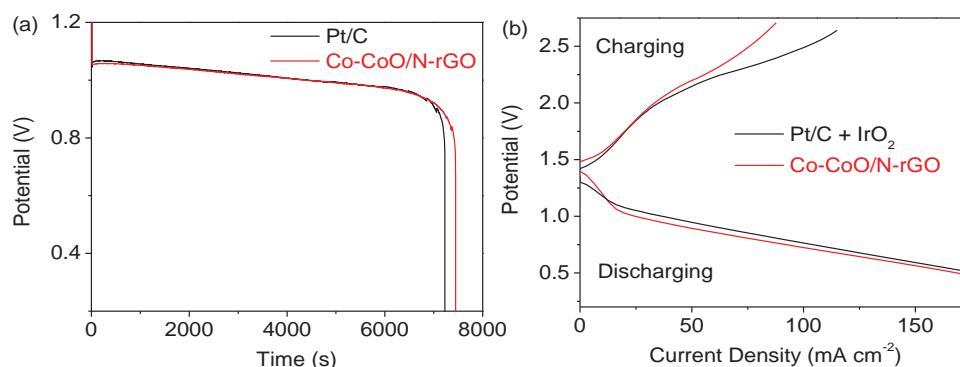 (a)
1.2
0.8
0.4
Potential (V)
Pt/C
Co-CoO/N-rGO
0 2000 4000 6000 8000
Time (s)
(b)
2.5
2.0
1.5
1.0
0.5
Potential (V)
Charging
Pt/C + IrO₂
Co-CoO/N-rGO
Discharging
0 50 100 150
Current Density (mA cm⁻²)